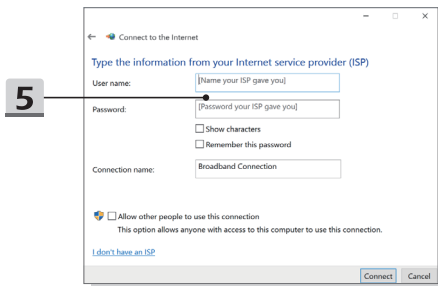 Connect to the Internet
Type the information from your Internet service provider (ISP)
User name:
[Name your ISP gave you]
5
Password:
[Password your ISP gave you]
Show characters
Remember this password
Connection name:
Broadband Connection
Allow other people to use this connection
This option allows anyone with access to this computer to use this connection.
I don't have an ISP
Connect
Cancel